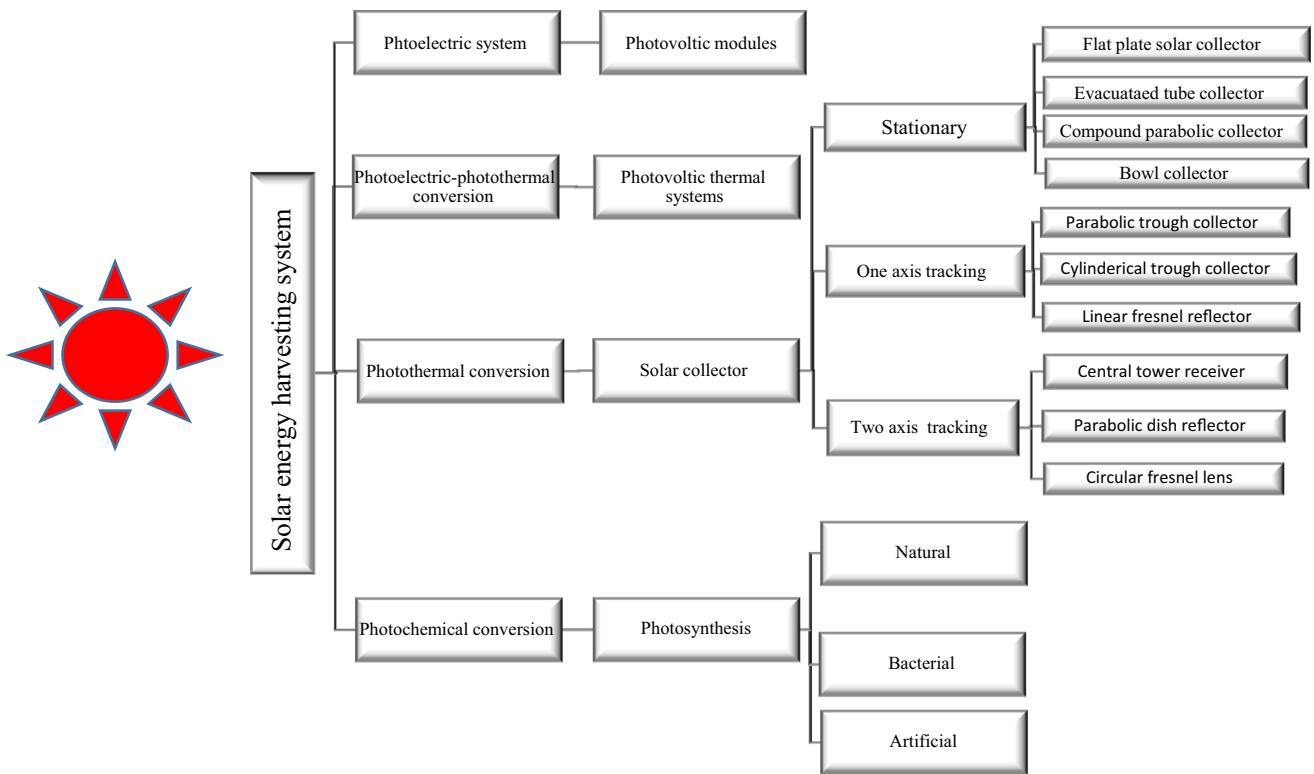 Solar energy harvesting system
Phtoelectric system
Photovoltic modules
Photoelectric-photothermal
conversion
Photovoltic thermal
systems
Photothermal conversion
Solar collector
Stationary
Flat plate solar collector
Evacuataed tube collector
Compound parabolic collector
Bowl collector
One axis tracking
Parabolic trough collector
Cylinderical trough collector
Linear fresnel reflector
Two axis tracking
Central tower receiver
Parabolic dish reflector
Circular fresnel lens
Photochemical conversion
Photosynthesis
Natural
Bacterial
Artificial